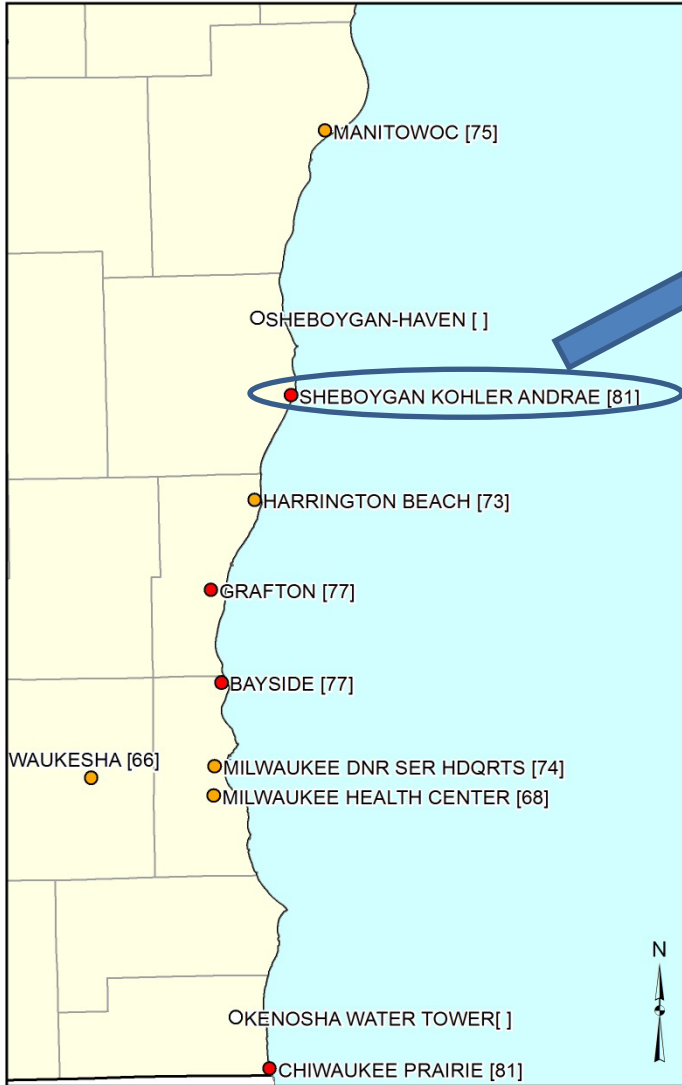 MANITOWOC [75]
SHEBOYGAN-HAVEN [ ]
SHEBOYGAN KOHLER ANDRAE [81]
HARRINGTON BEACH [73]
GRAFTON [77]
BAYSIDE [77]
WAUKESHA [66]
MILWAUKEE DNR SER HDQRTS [74]
MILWAUKEE HEALTH CENTER [68]
N
KENOSHA WATER TOWER[ ]
CHIWAUKEE PRAIRIE [81]